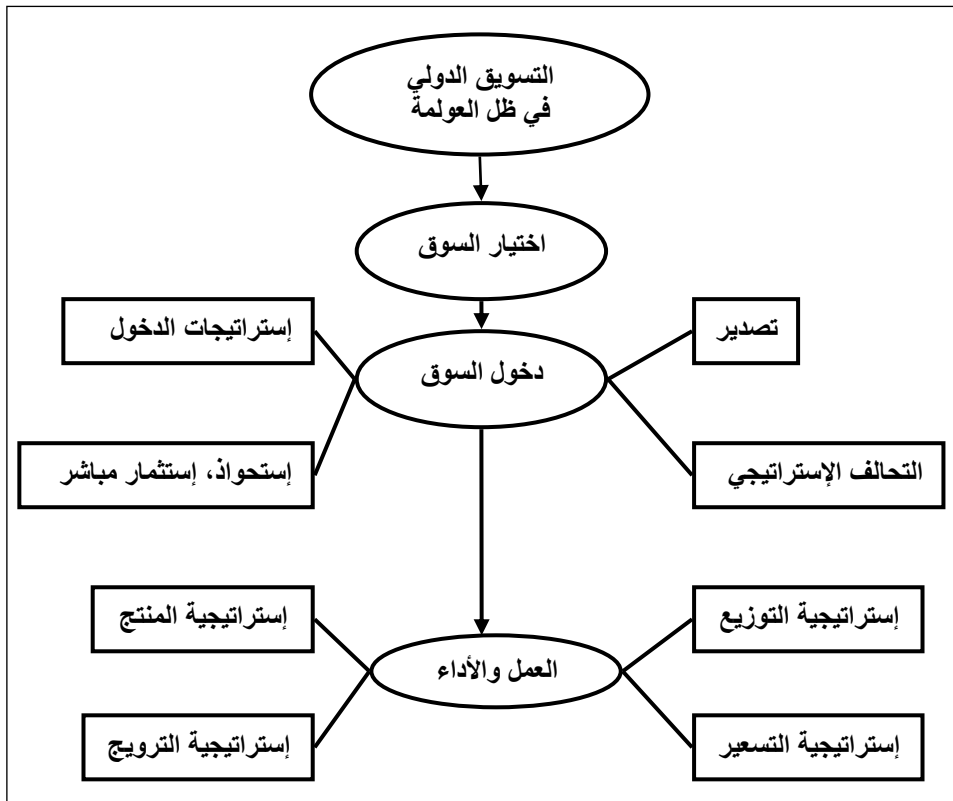 التسويق الدولي
في ظل العولمة
اختيار السوق
تصدير
إستراتيجات الدخول
دخول السوق
التحالف الإستراتيجي
إستحواذ، إستثمار مباشر
إستراتيجية التوزيع
إستراتيجية المنتج
العمل والأداء
إستراتيجية التسعير
إستراتيجية الترويج